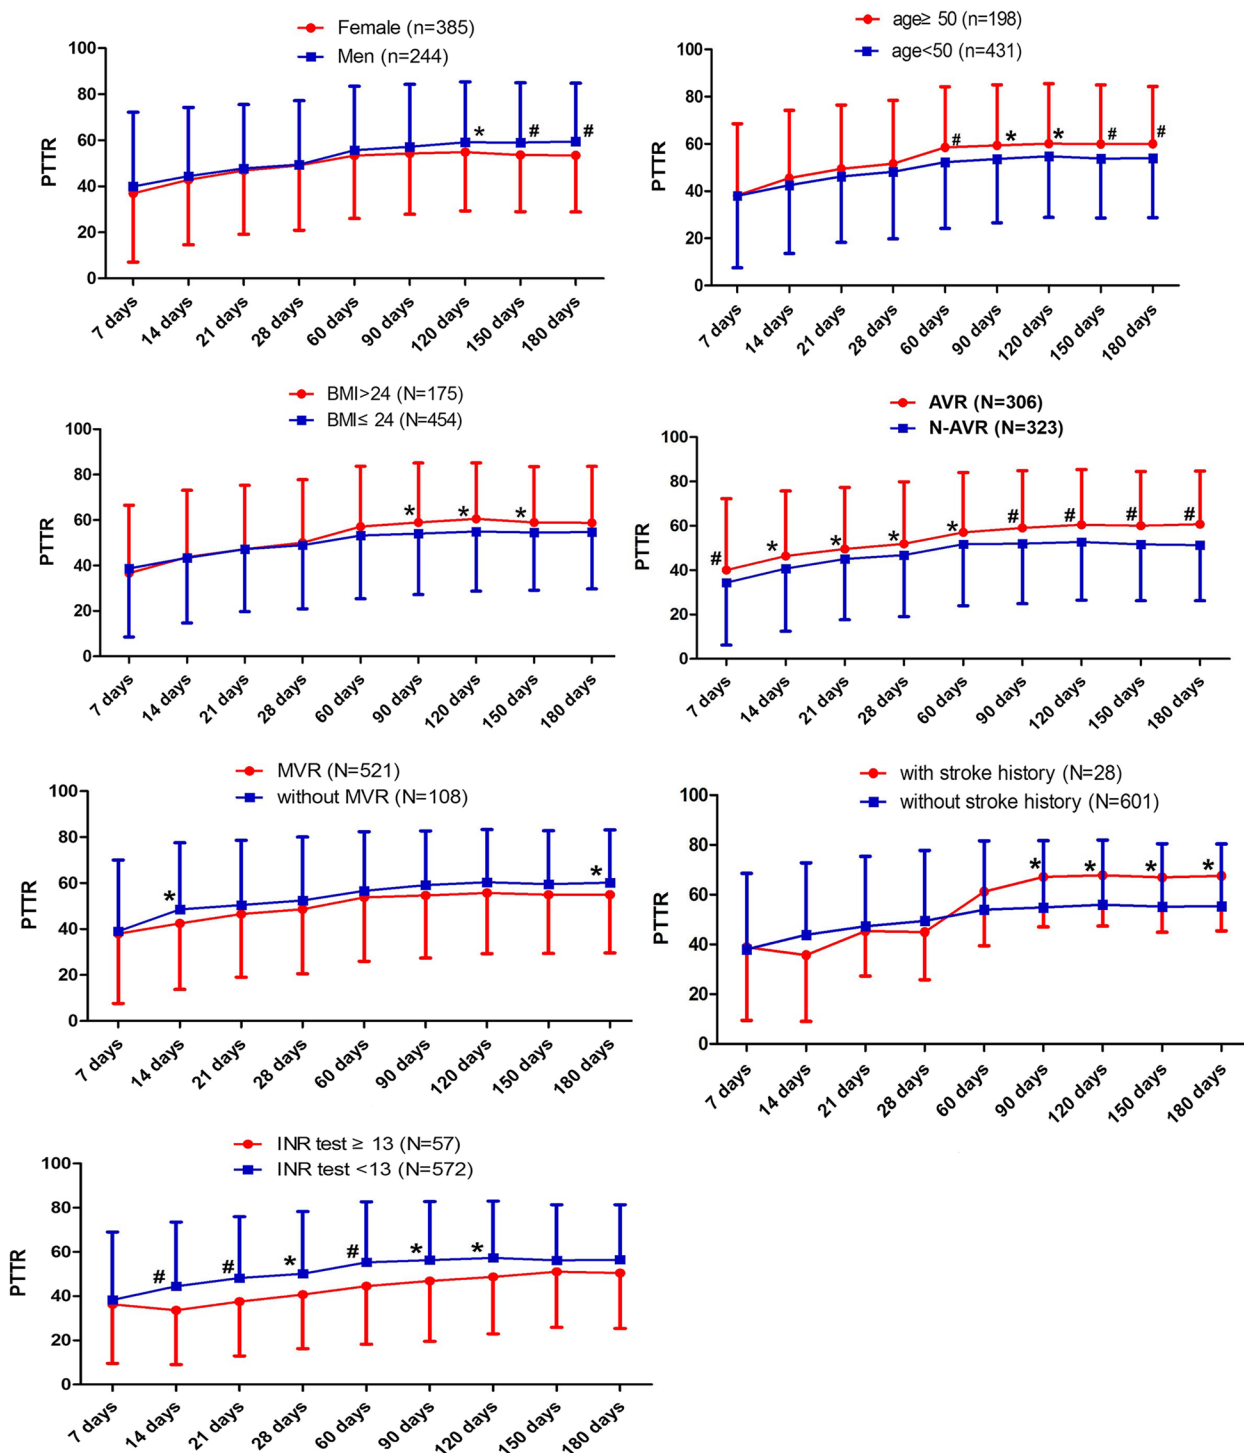 Female (n=385)
Men (n=244)
PTTR
100
80
60
40
20
0
* # #
7 days 14 days 21 days 28 days 60 days 90 days 120 days 150 days 180 days
age≥ 50 (n=198)
age<50 (n=431)
PTTR
100
80
60
40
20
0
# * * # #
7 days 14 days 21 days 28 days 60 days 90 days 120 days 150 days 180 days
BMI>24 (N=175)
BMI≤ 24 (N=454)
PTTR
100
80
60
40
20
0
* * *
7 days 14 days 21 days 28 days 60 days 90 days 120 days 150 days 180 days
AVR (N=306)
N-AVR (N=323)
PTTR
100
80
60
40
20
0
# * * * * # # # #
7 days 14 days 21 days 28 days 60 days 90 days 120 days 150 days 180 days
MVR (N=521)
without MVR (N=108)
PTTR
100
80
60
40
20
0
* *
7 days 14 days 21 days 28 days 60 days 90 days 120 days 150 days 180 days
with stroke history (N=28)
without stroke history (N=601)
PTTR
100
80
60
40
20
0
* * * *
7 days 14 days 21 days 28 days 60 days 90 days 120 days 150 days 180 days
INR test ≥ 13 (N=57)
INR test <13 (N=572)
PTTR
100
80
60
40
20
0
# # * # * *
7 days 14 days 21 days 28 days 60 days 90 days 120 days 150 days 180 days